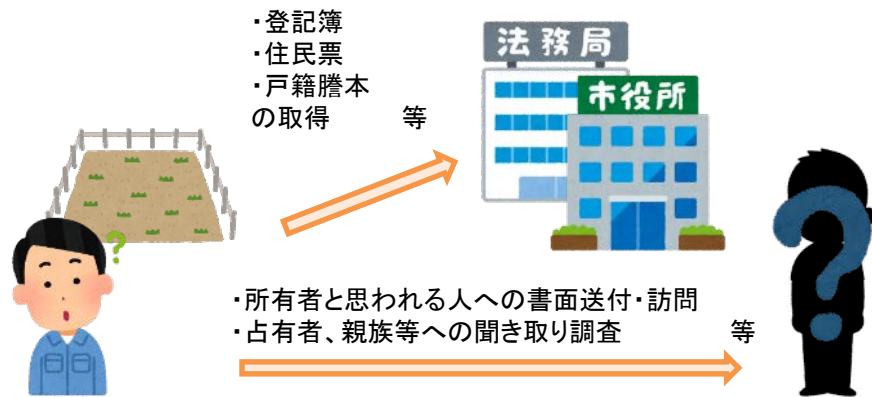 ・登記簿
・住民票
・戸籍謄本
の取得　　　等
法務局
市役所
?
?
・所有者と思われる人への書面送付・訪問
・占有者、親族等への聞き取り調査　　　　等